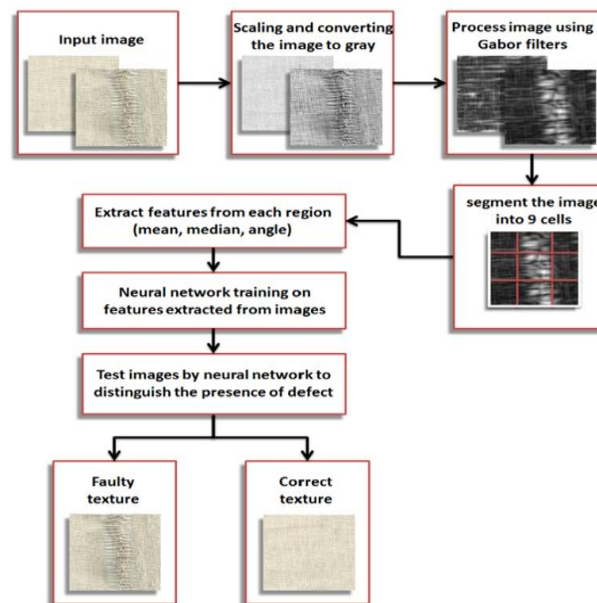 Input image
Scaling and converting
the image to gray
Process image using
Gabor filters
segment the image
into 9 cells
Extract features from each region
(mean, median, angle)
Neural network training on
features extracted from images
Test images by neural network to
distinguish the presence of defect
Faulty
texture
Correct
texture